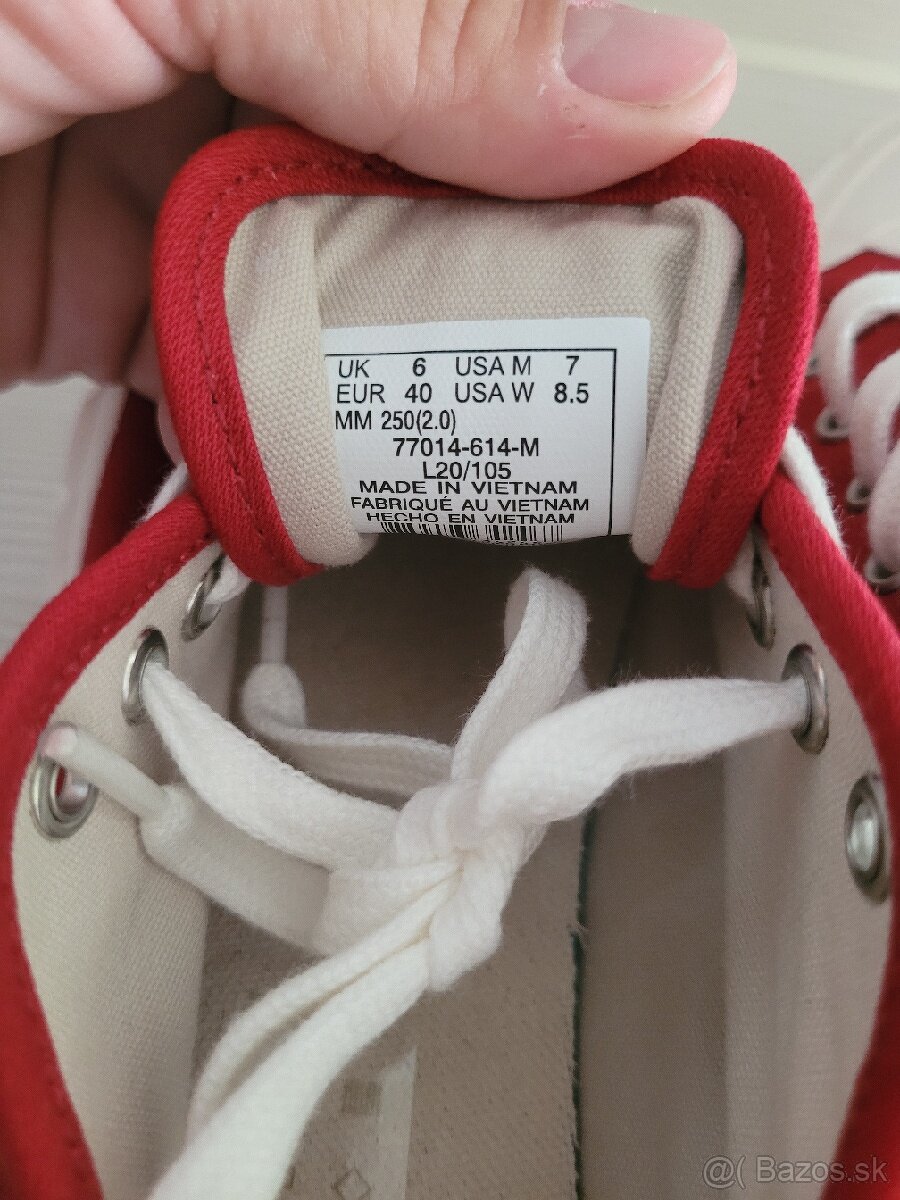 UK 6 USA M 7
EUR 40 USA W 8.5
MM 250(2.0)
77014-614-M
L20/105
MADE IN VIETNAM
FABRIQUÉ AU VIETNAM
HECHO EN VIETNAM
@( Bazos.sk